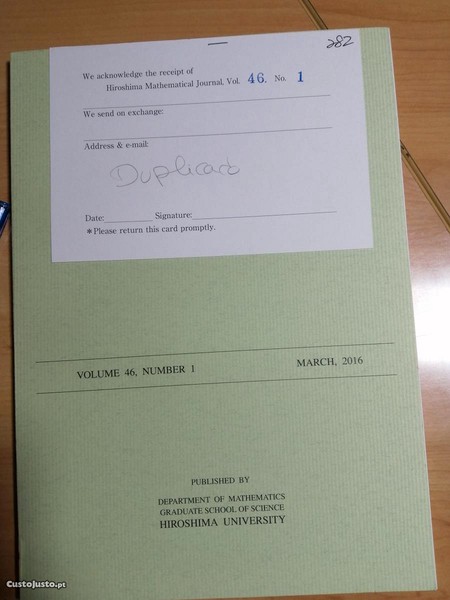 282
We acknowledge the receipt of
Hiroshima Mathematical Journal, Vol. 46. No. 1
We send on exchange:
Address & e-mail:
Duplicado
Date: Signature:
*Please return this card promptly.
VOLUME 46, NUMBER 1 MARCH, 2016
PUBLISHED BY
DEPARTMENT OF MATHEMATICS
GRADUATE SCHOOL OF SCIENCE
HIROSHIMA UNIVERSITY
CustoJusto.pt